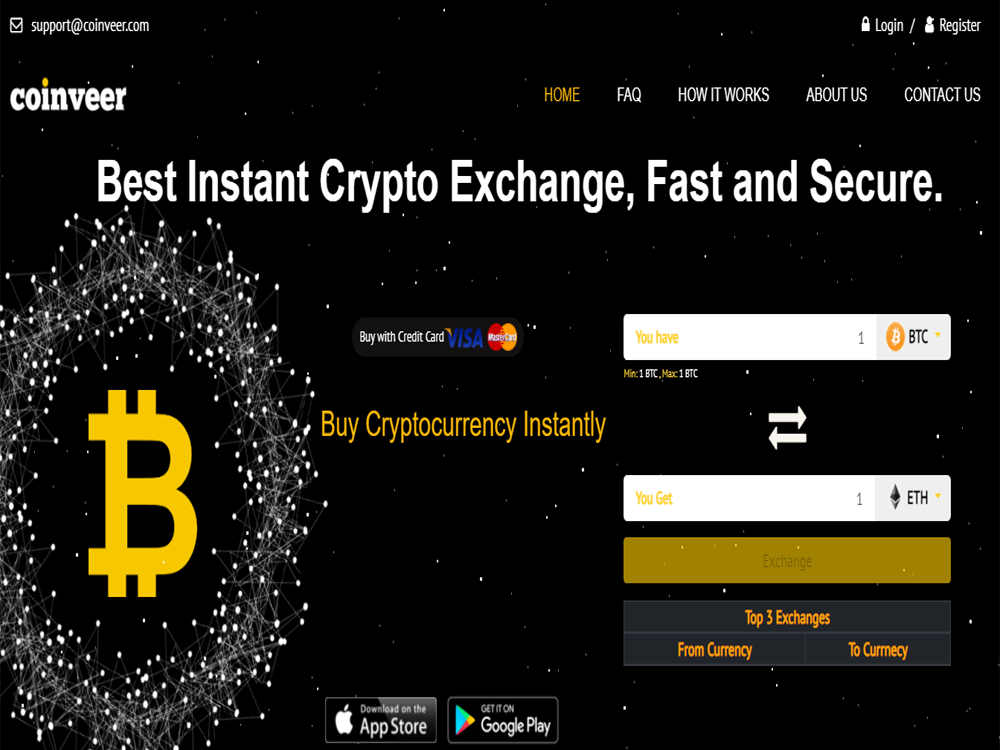 support@coinveer.com
Login / Register
coinveer
HOME FAQ HOW IT WORKS ABOUT US CONTACT US
Best Instant Crypto Exchange, Fast and Secure.
Buy with Credit Card VISA MasterCard
You have 1 BTC
Min: 1 BTC , Max: 1 BTC
Buy Cryptocurrency Instantly
You Get 1 ETH
Exchange
Top 3 Exchanges
From Currency To Currnecy
Download on the
App Store
GET IT ON
Google Play